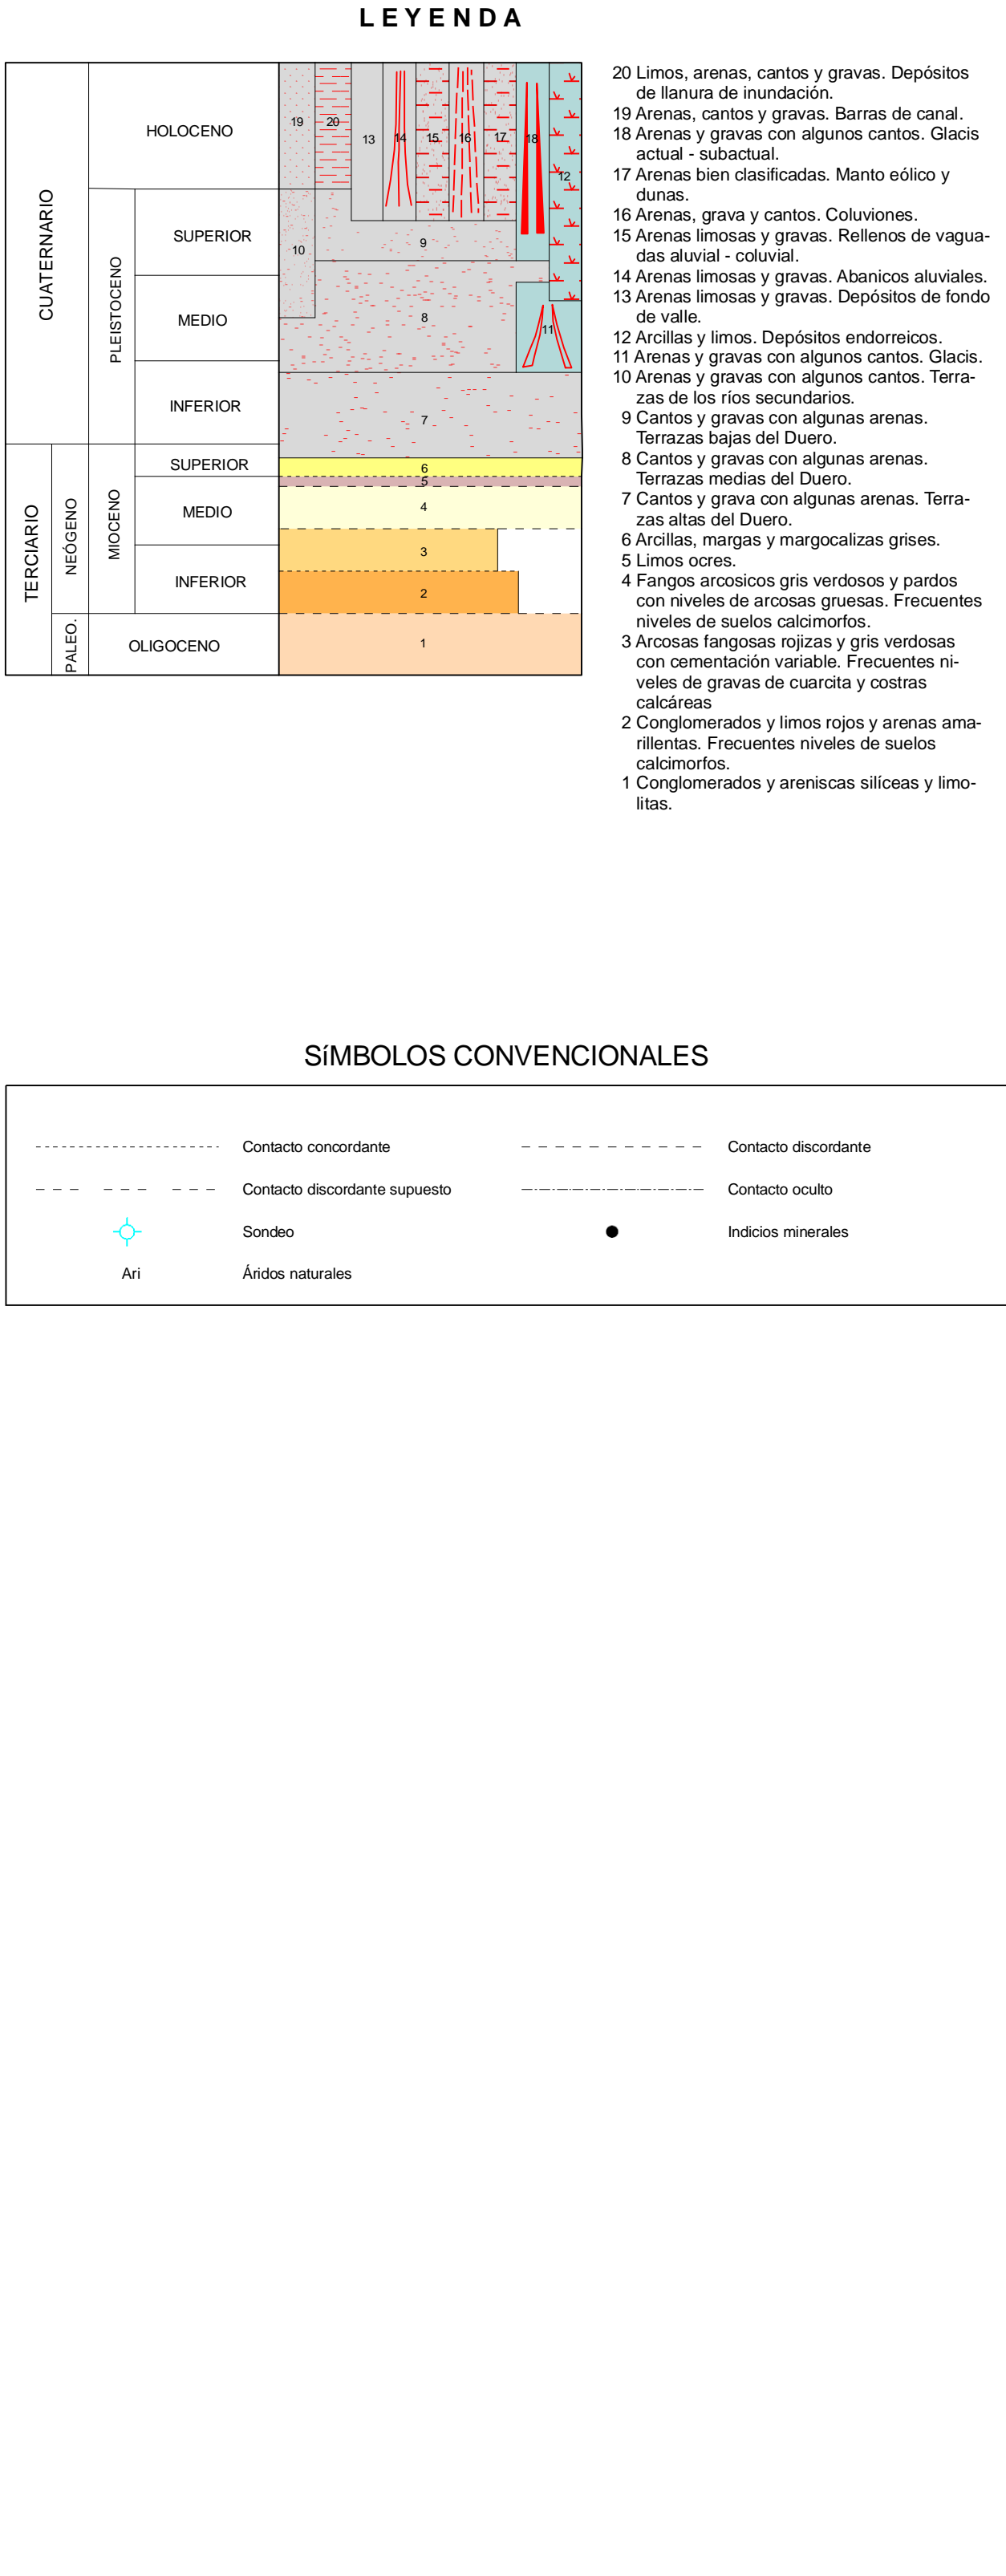 LEYENDA
CUATERNARIO
TERCIARIO
NEÓGENO
PALEO.
PLEISTOCENO
MIOCENO
HOLOCENO
SUPERIOR
MEDIO
INFERIOR
SUPERIOR
MEDIO
INFERIOR
OLIGOCENO
19
20
13
14
15
16
17
18
12
10
9
8
11
7
6
5
4
3
2
1
20 Limos, arenas, cantos y gravas. Depósitos
de llanura de inundación.
19 Arenas, cantos y gravas. Barras de canal.
18 Arenas y gravas con algunos cantos. Glacis
actual - subactual.
17 Arenas bien clasificadas. Manto eólico y
dunas.
16 Arenas, grava y cantos. Coluviones.
15 Arenas limosas y gravas. Rellenos de vagua-
das aluvial - coluvial.
14 Arenas limosas y gravas. Abanicos aluviales.
13 Arenas limosas y gravas. Depósitos de fondo
de valle.
12 Arcillas y limos. Depósitos endorreicos.
11 Arenas y gravas con algunos cantos. Glacis.
10 Arenas y gravas con algunos cantos. Terra-
zas de los ríos secundarios.
9 Cantos y gravas con algunas arenas.
Terrazas bajas del Duero.
8 Cantos y gravas con algunas arenas.
Terrazas medias del Duero.
7 Cantos y grava con algunas arenas. Terra-
zas altas del Duero.
6 Arcillas, margas y margocalizas grises.
5 Limos ocres.
4 Fangos arcosicos gris verdosos y pardos
con niveles de arcosas gruesas. Frecuentes
niveles de suelos calcimorfos.
3 Arcosas fangosas rojizas y gris verdosas
con cementación variable. Frecuentes ni-
veles de gravas de cuarcita y costras
calcáreas
2 Conglomerados y limos rojos y arenas ama-
rillentas. Frecuentes niveles de suelos
calcimorfos.
1 Conglomerados y areniscas silíceas y limo-
litas.
SíMBOLOS CONVENCIONALES
Contacto concordante
Contacto discordante
Contacto discordante supuesto
Contacto oculto
Sondeo
Indicios minerales
Ari Áridos naturales